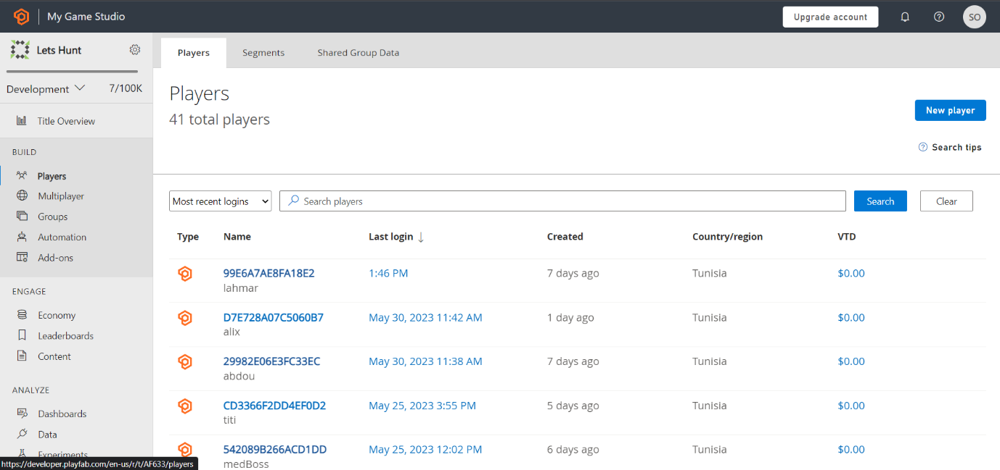 My Game Studio
Upgrade account
SO
Lets Hunt
Development 7/100K
Title Overview
BUILD
Players
Multiplayer
Groups
Automation
Add-ons
ENGAGE
Economy
Leaderboards
Content
ANALYZE
Dashboards
Data
Experiments
https://developer.playfab.com/en-us/r/t/AF633/players
Players Segments Shared Group Data
Players
41 total players
New player
Search tips
Most recent logins Search players Search Clear
Type Name Last login Created Country/region VTD
99E6A7AE8FA18E2 1:46 PM 7 days ago Tunisia $0.00
lahmar
D7E728A07C5060B7 May 30, 2023 11:42 AM 1 day ago Tunisia $0.00
alix
29982E06E3FC33EC May 30, 2023 11:38 AM 7 days ago Tunisia $0.00
abdou
CD3366F2DD4EF0D2 May 25, 2023 3:55 PM 5 days ago Tunisia $0.00
titi
542089B266ACD1DD May 25, 2023 12:02 PM 6 days ago Tunisia $0.00
medBoss